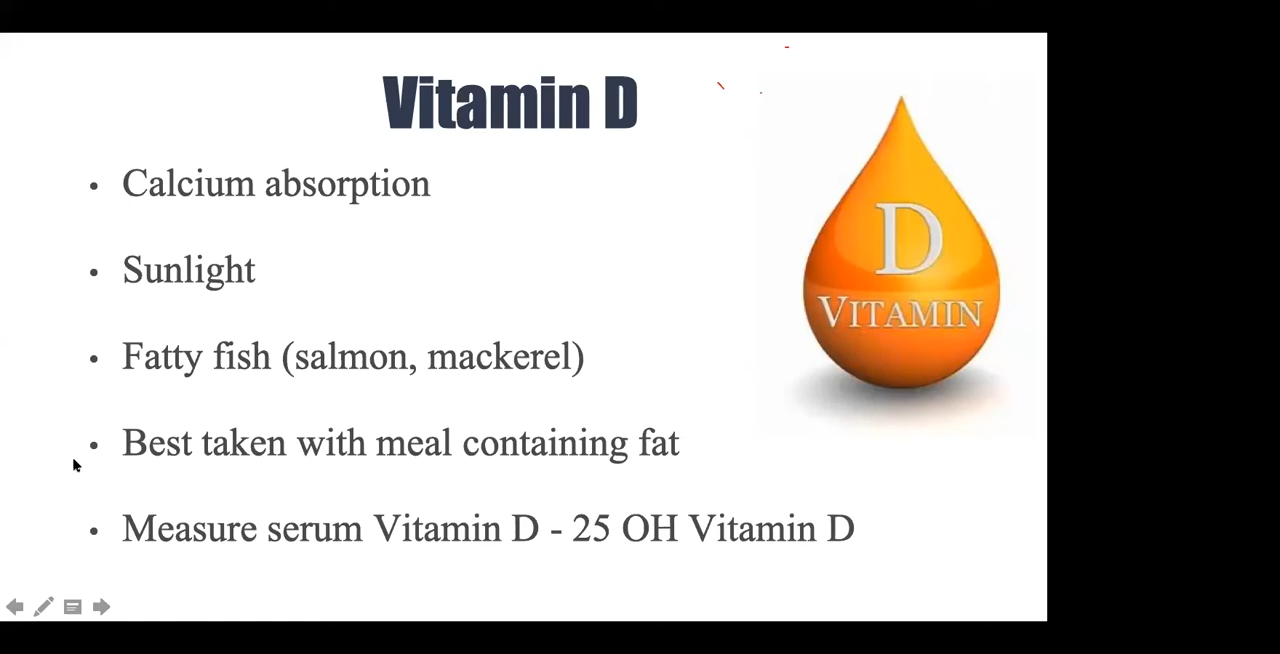 Vitamin D
• Calcium absorption
• Sunlight
• Fatty fish (salmon, mackerel)
• Best taken with meal containing fat
• Measure serum Vitamin D - 25 OH Vitamin D
D
VITAMIN